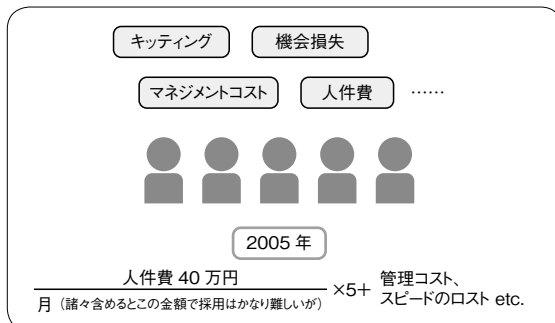 キッティング
機会損失
マネジメントコスト
人件費
……
2005 年
人件費 40 万円
月（諸々含めるとこの金額で採用はかなり難しいが）
×5＋
管理コスト、
スピードのロスト etc.